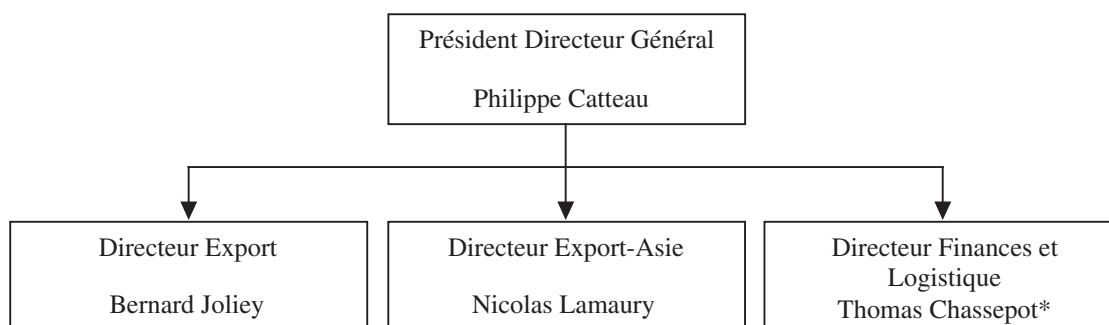 Président Directeur Général
Philippe Catteau
Directeur Export
Bernard Joliey
Directeur Export-Asie
Nicolas Lamaury
Directeur Finances et
Logistique
Thomas Chassepot*